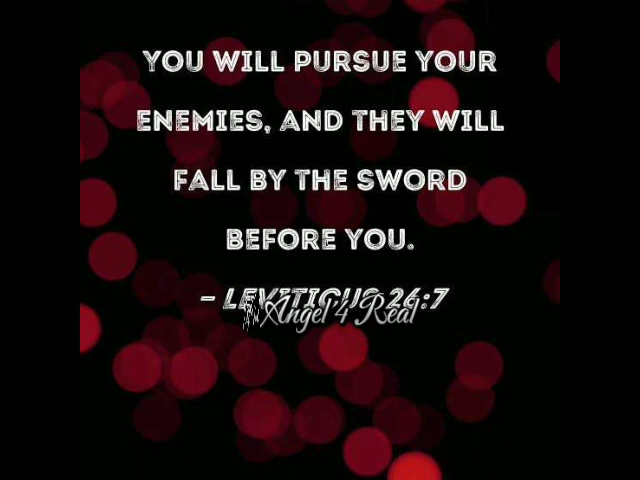 YOU WILL PURSUE YOUR
ENEMIES, AND THEY WILL
FALL BY THE SWORD
BEFORE YOU.
- LEVITICUS 26:7
Angel 4 Real